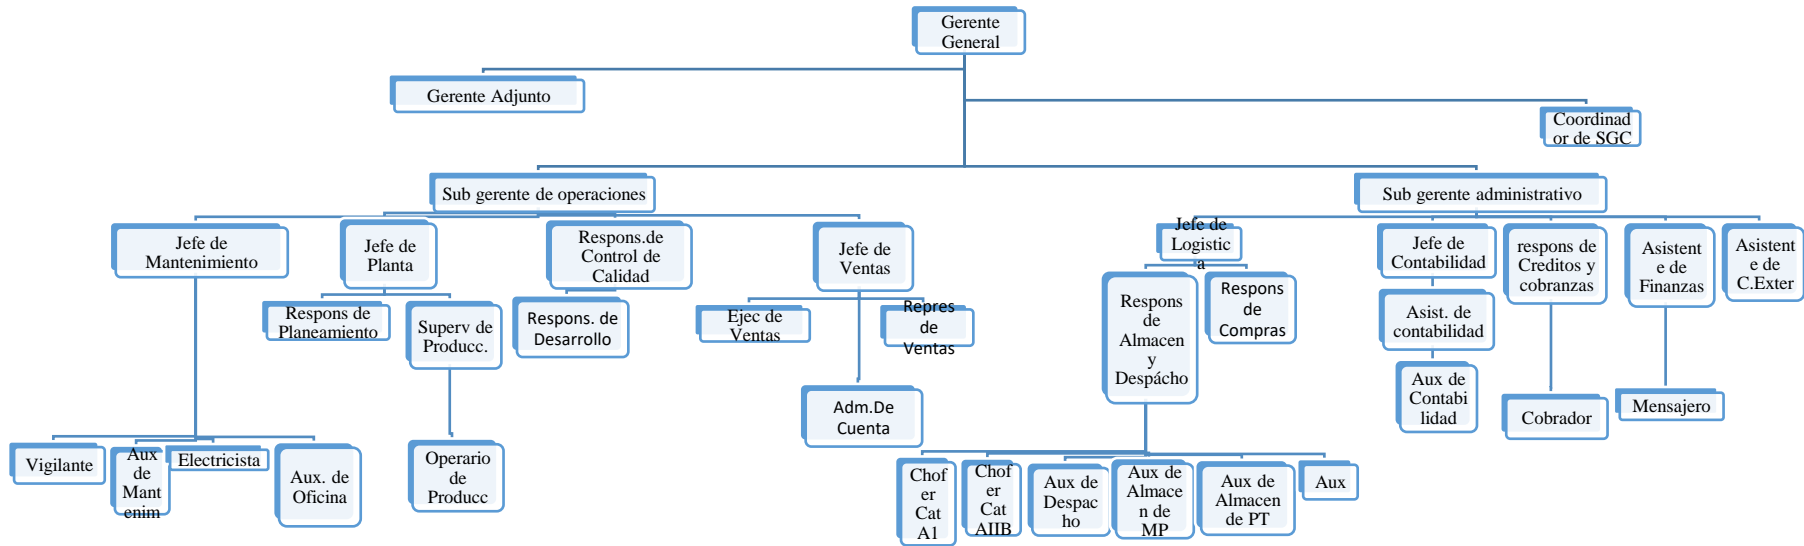 Gerente
General
Gerente Adjunto
Coordinad
or de SGC
Sub gerente de operaciones
Sub gerente administrativo
Jefe de
Mantenimiento
Jefe de
Planta
Respons.de
Control de
Calidad
Jefe de
Ventas
Jefe de
Logistic
a
Jefe de
Contabilidad
respons de
Creditos y
cobranzas
Asistent
e de
Finanzas
Asistent
e de
C.Exter
Respons de
Planeamiento
Superv de
Producc.
Respons. de
Desarrollo
Ejec de
Ventas
Repres
de
Ventas
Respons
de
Almacen
y
Despácho
Respons
de
Compras
Asist. de
contabilidad
Adm.De
Cuenta
Aux de
Contabi
lidad
Cobrador
Mensajero
Vigilante
Aux
de
Mant
enim
Electricista
Aux. de
Oficina
Operario
de
Producc
Chof
er
Cat
A1
Chof
er
Cat
AIIB
Aux de
Despac
ho
Aux de
Almace
n de
MP
Aux de
Almacen
de PT
Aux